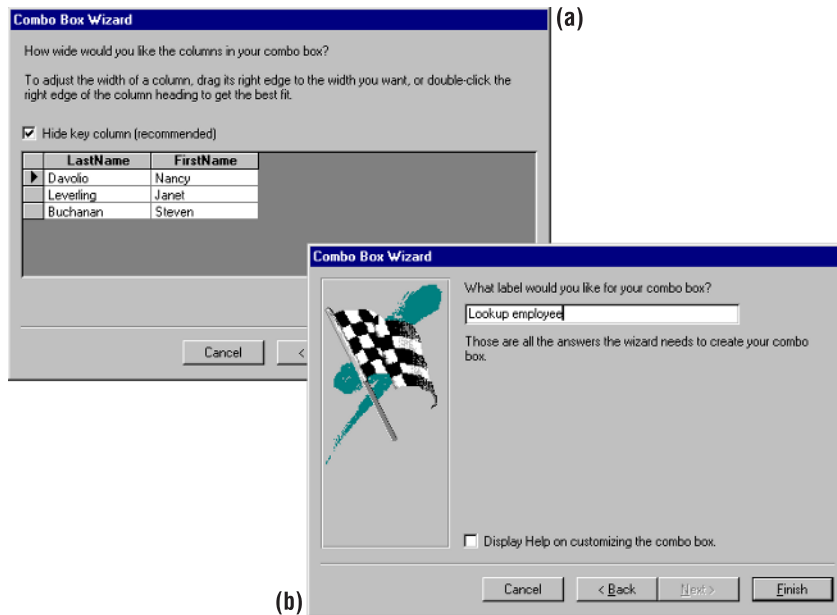 Combo Box Wizard
(a)
How wide would you like the columns in your combo box?
To adjust the width of a column, drag its right edge to the width you want, or double-click the
right edge of the column heading to get the best fit.
Hide key column (recommended)
LastName FirstName
Davolio Nancy
Leverling Janet
Buchanan Steven
Cancel <
Combo Box Wizard
What label would you like for your combo box?
Lookup employee
Those are all the answers the wizard needs to create your combo
box.
Display Help on customizing the combo box.
Cancel < Back Next > Finish
(b)